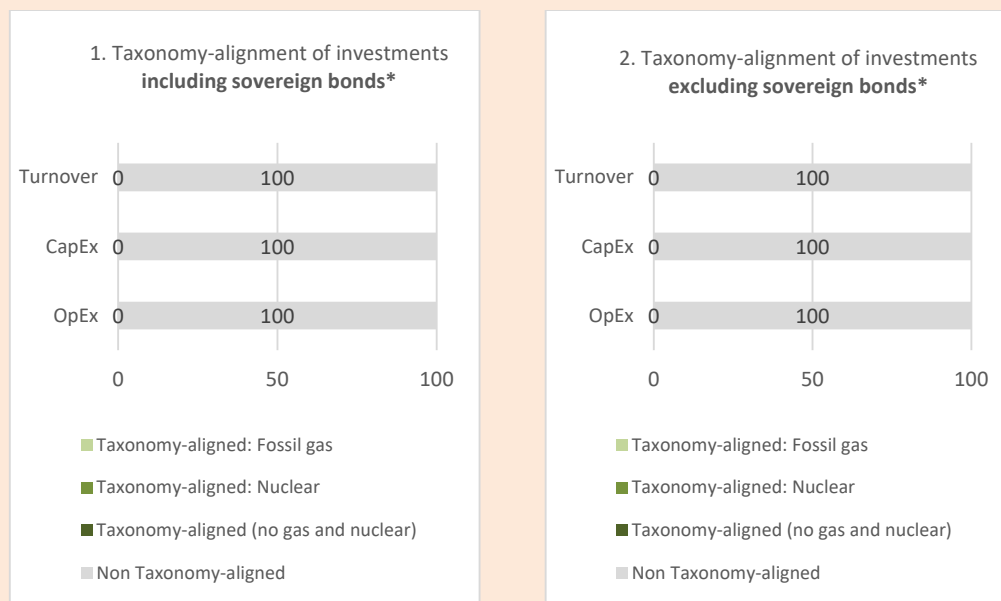 1. Taxonomy-alignment of investments
including sovereign bonds*
Turnover 0 100
CapEx 0 100
OpEx 0 100
0 50 100
Taxonomy-aligned: Fossil gas
Taxonomy-aligned: Nuclear
Taxonomy-aligned (no gas and nuclear)
Non Taxonomy-aligned
2. Taxonomy-alignment of investments
excluding sovereign bonds*
Turnover 0 100
CapEx 0 100
OpEx 0 100
0 50 100
Taxonomy-aligned: Fossil gas
Taxonomy-aligned: Nuclear
Taxonomy-aligned (no gas and nuclear)
Non Taxonomy-aligned